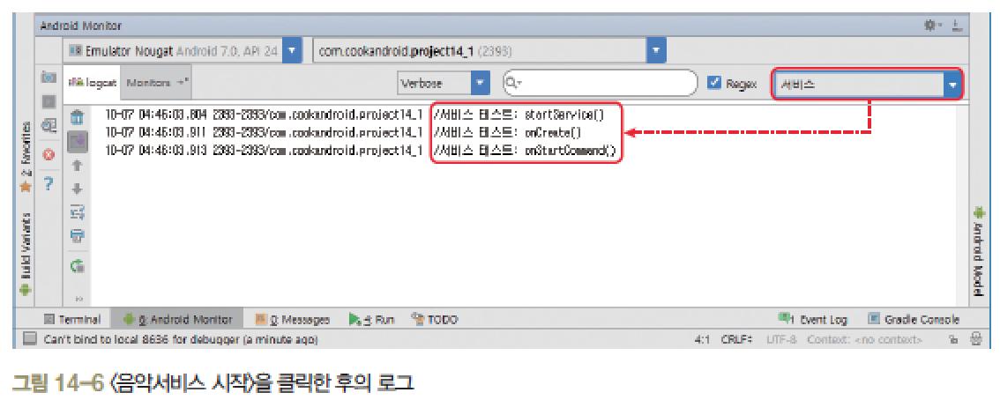 Android Monitor
Emulator Nougat Android 7.0, API 24
com.cookandroid.project14_1 (2393)
logcat
Monitors
Verbose
Regex
서비스
10-07 04:46:03.804 2393-2393/com.cookandroid.project14_1 //서비스 테스트: startService()
10-07 04:46:03.911 2393-2393/com.cookandroid.project14_1 //서비스 테스트: onCreate()
10-07 04:46:03.913 2393-2393/com.cookandroid.project14_1 //서비스 테스트: onStartCommand()
2: Favorites
Build Variants
Android Model
Terminal
6: Android Monitor
0: Messages
4: Run
TODO
1 Event Log
Gradle Console
Can't bind to local 8636 for debugger (a minute ago)
4:1 CRLF UTF-8 Context: <no context>
그림 14-6 〈음악서비스 시작〉을 클릭한 후의 로그